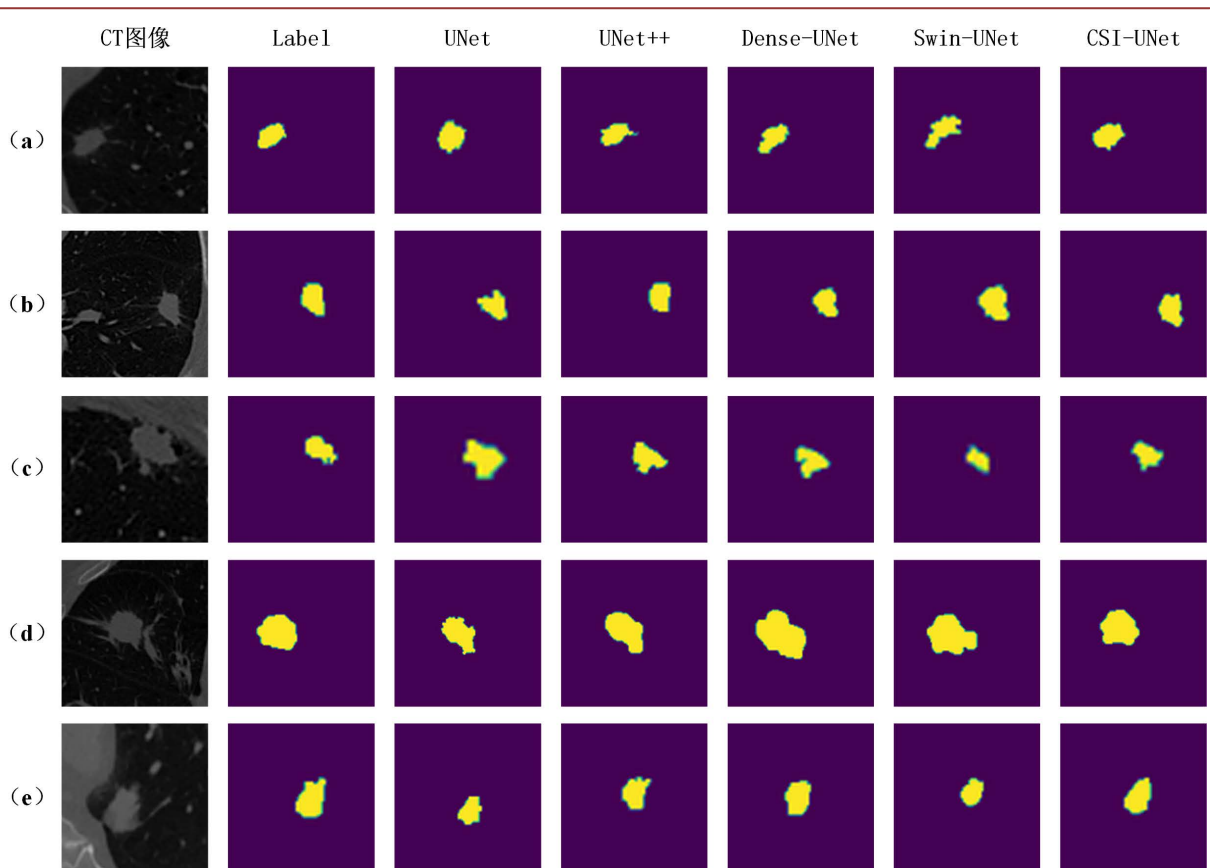 CT图像 Label UNet UNet++ Dense-UNet Swin-UNet CSI-UNet
(a)
(b)
(c)
(d)
(e)